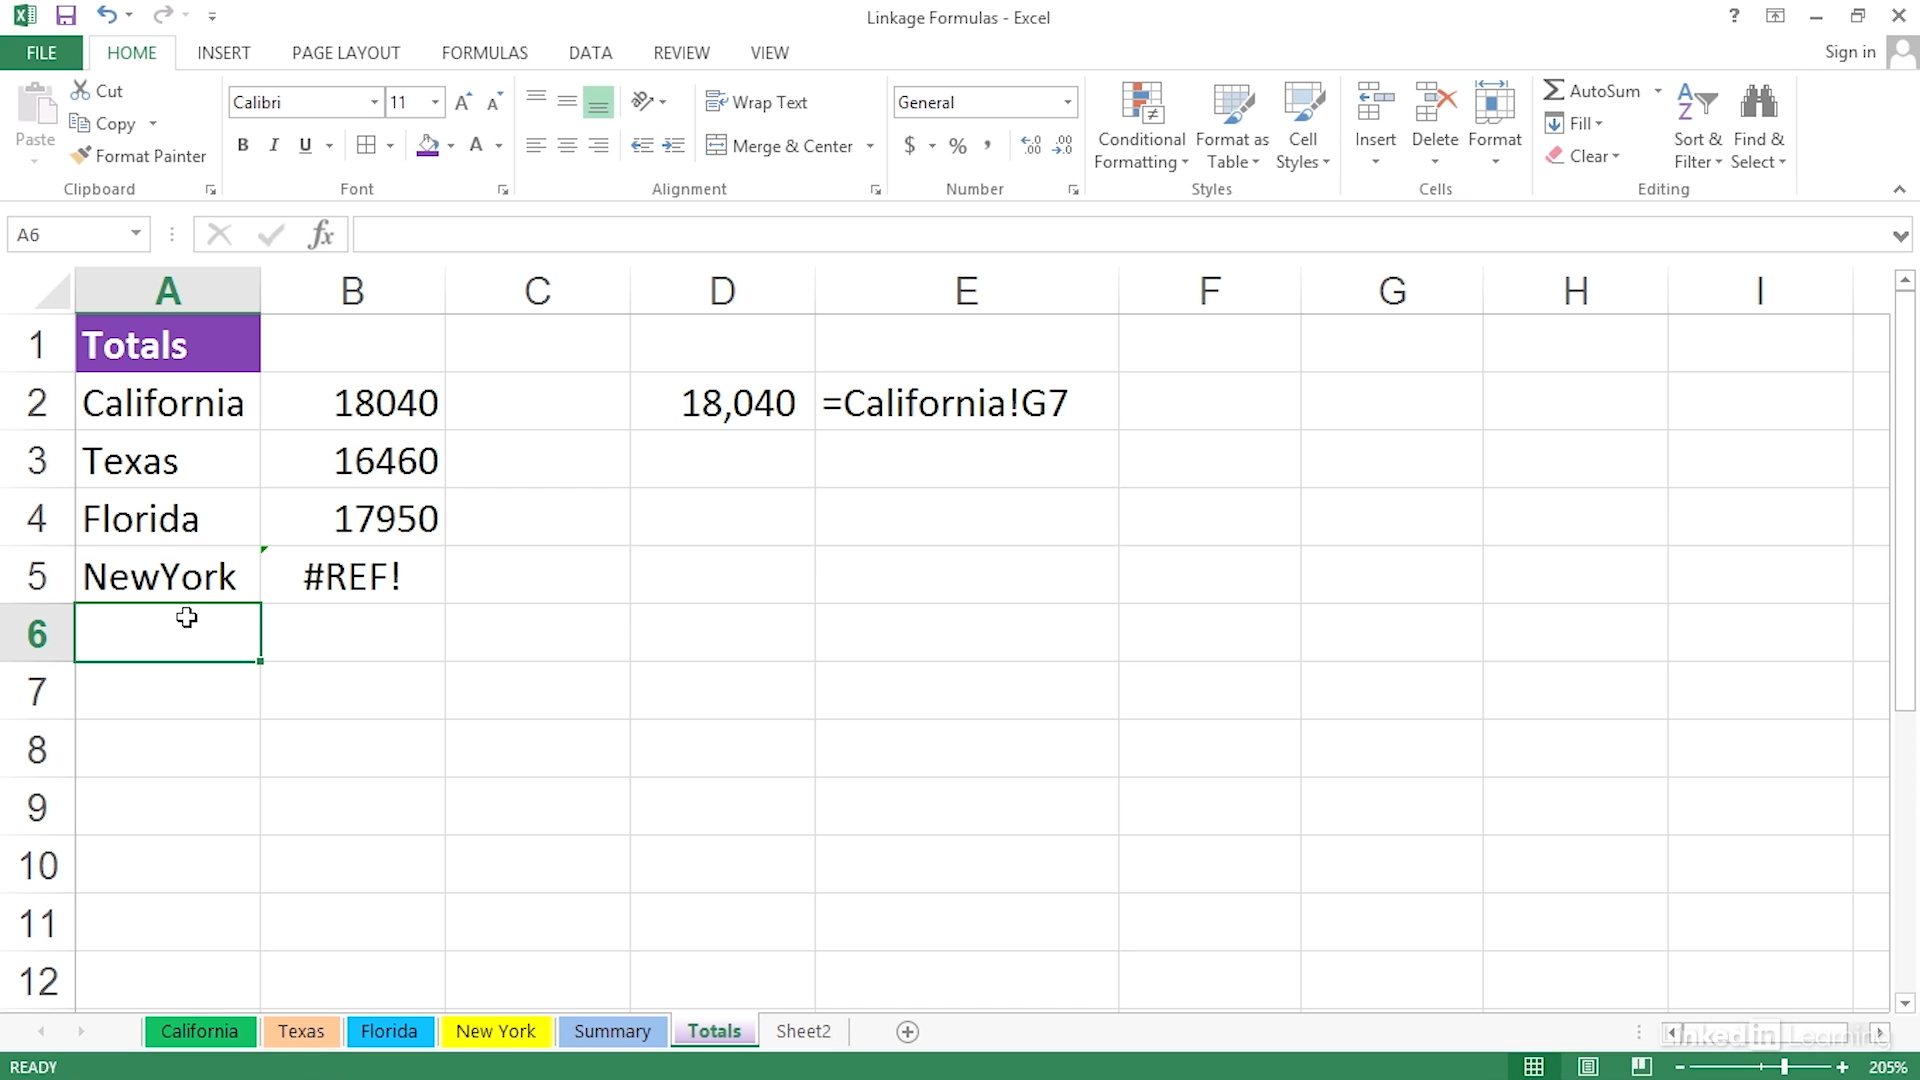 Linkage Formulas - Excel
?
FILE HOME INSERT PAGE LAYOUT FORMULAS DATA REVIEW VIEW Sign in
Paste
Cut
Copy
Format Painter
Clipboard
Calibri 11
B I U
Font
Wrap Text
Merge & Center
Alignment
General
$ % ,
Number
Conditional Formatting
Format as Table
Cell Styles
Styles
Insert Delete Format
Cells
AutoSum
Fill
Clear
Sort & Filter
Find & Select
Editing
A6 fx
A B C D E F G H I
1 Totals
2 California 18040 18,040 =California!G7
3 Texas 16460
4 Florida 17950
5 NewYork #REF!
6
7
8
9
10
11
12
California Texas Florida New York Summary Totals Sheet2
Linked in Learning
READY 205%